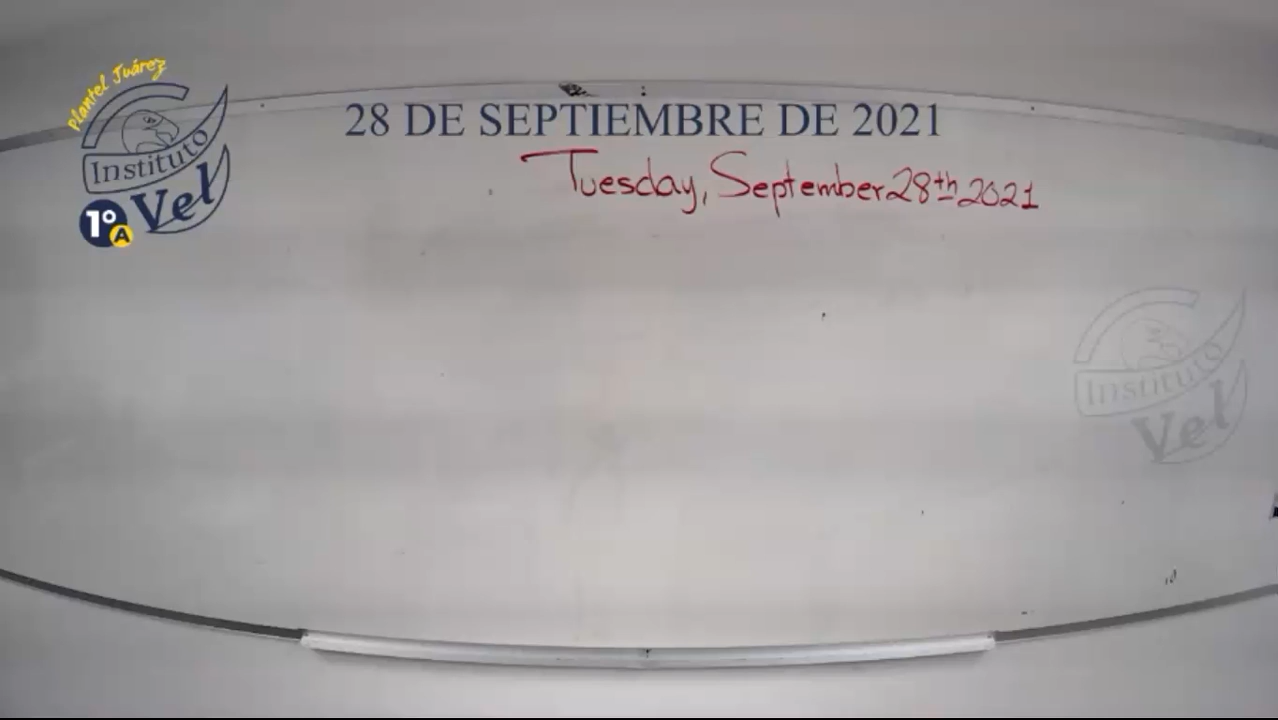 Plantel Juárez
Instituto
Vel
1° A
28 DE SEPTIEMBRE DE 2021
Tuesday, September 28th 2021
Instituto
Vel